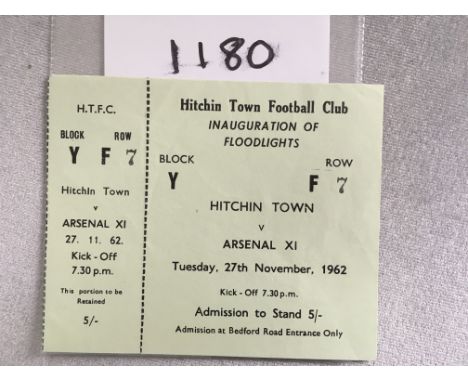 1180
H.T.F.C.
BLOCK ROW
Y F 7
Hitchin Town
v
ARSENAL XI
27. 11. 62.
Kick - Off
7.30 p.m.
This portion to be
Retained
5/-
Hitchin Town Football Club
INAUGURATION OF
FLOODLIGHTS
BLOCK ROW
Y F 7
HITCHIN TOWN
v
ARSENAL XI
Tuesday, 27th November, 1962
Kick - Off 7.30 p.m.
Admission to Stand 5/-
Admission at Bedford Road Entrance Only